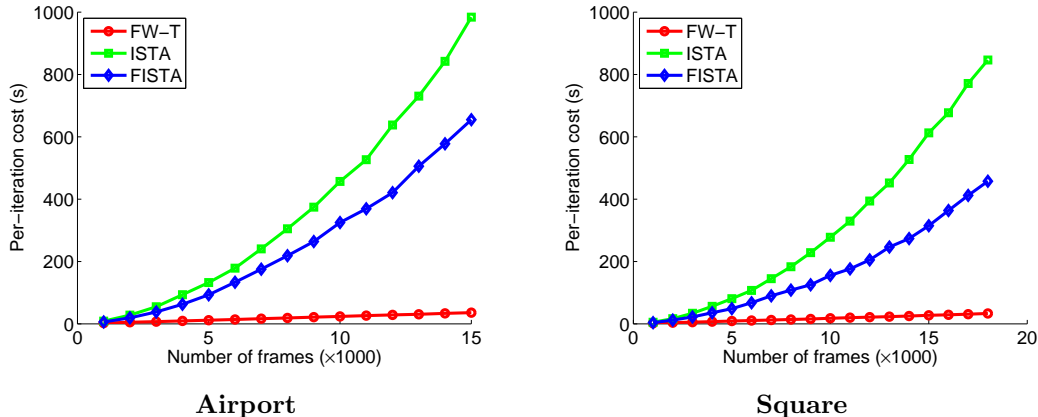 1000
800
600
400
200
0
0
5
10
15
Per-iteration cost (s)
Number of frames (×1000)
FW-T
ISTA
FISTA
Airport
1000
800
600
400
200
0
0
5
10
15
20
Per-iteration cost (s)
Number of frames (×1000)
FW-T
ISTA
FISTA
Square